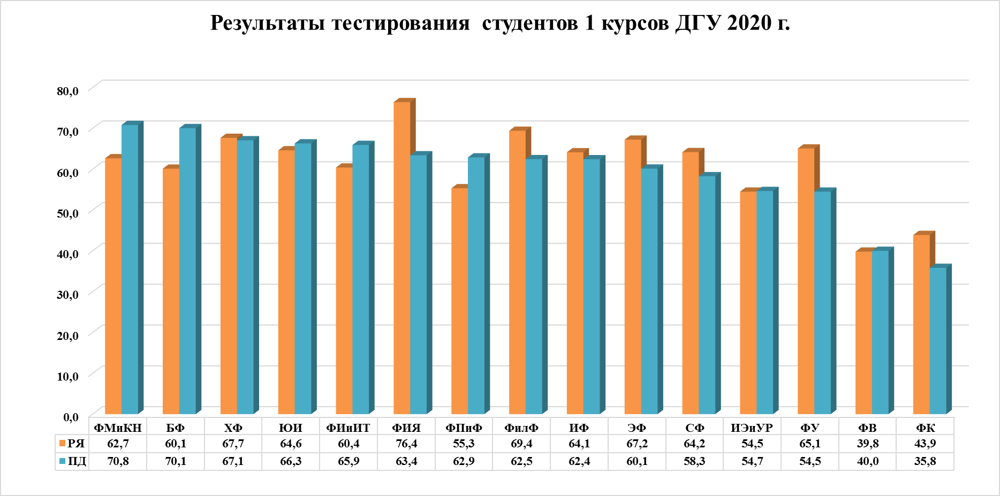 Результаты тестирования  студентов 1 курсов ДГУ 2020 г.
80,0
70,0
60,0
50,0
40,0
30,0
20,0
10,0
0,0
ФМиКН БФ ХФ ЮИ ФИиИТ ФИЯ ФПиФ ФилФ ИФ ЭФ СФ ИЭиУР ФУ ФВ ФК
РЯ 62,7 60,1 67,7 64,6 60,4 76,4 55,3 69,4 64,1 67,2 64,2 54,5 65,1 39,8 43,9
ПД 70,8 70,1 67,1 66,3 65,9 63,4 62,9 62,5 62,4 60,1 58,3 54,7 54,5 40,0 35,8